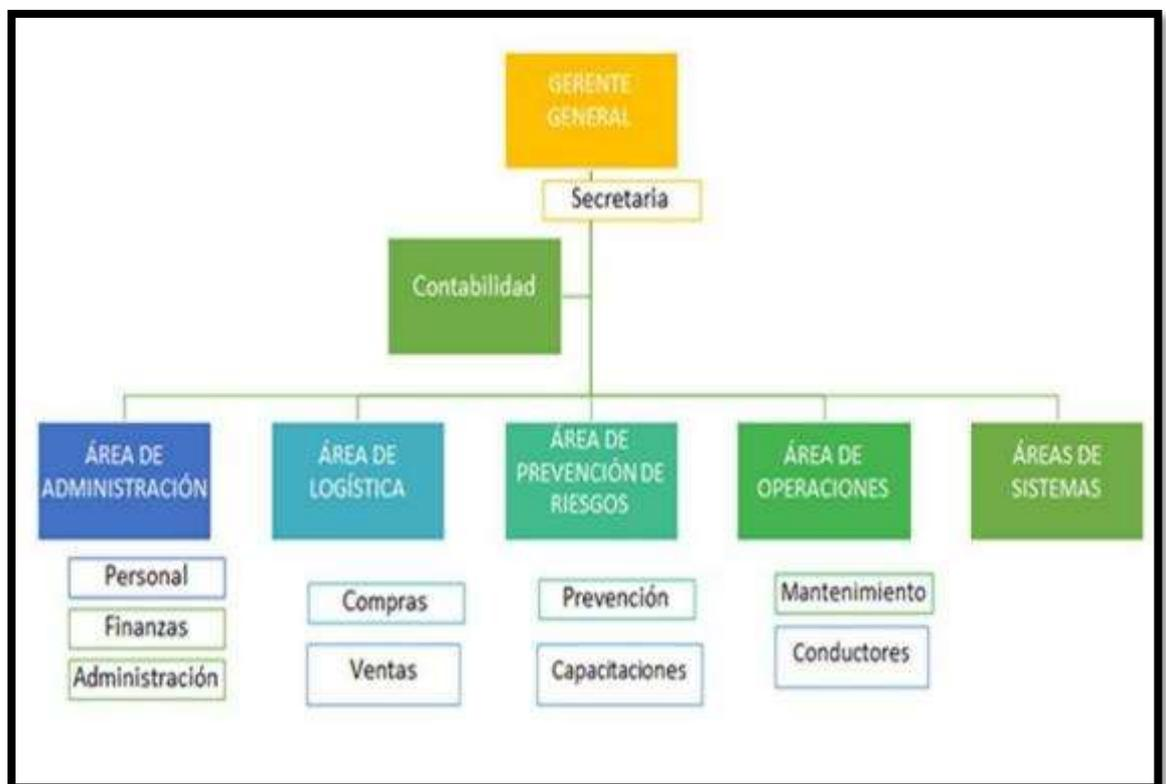 GERENTE
GENERAL
Secretaria
Contabilidad
ÁREA DE
ADMINISTRACIÓN
ÁREA DE
LOGÍSTICA
ÁREA DE
PREVENCIÓN DE
RIESGOS
ÁREA DE
OPERACIONES
ÁREAS DE
SISTEMAS
Personal
Finanzas
Administración
Compras
Ventas
Prevención
Capacitaciones
Mantenimiento
Conductores